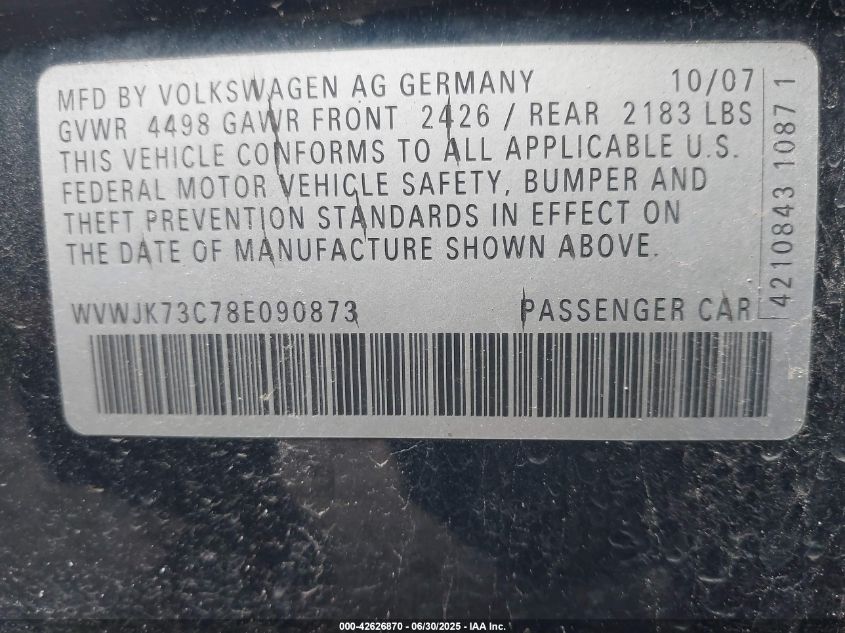 MFD BY VOLKSWAGEN AG GERMANY 10/07
GVWR 4498 GAWR FRONT 2426 / REAR 2183 LBS
THIS VEHICLE CONFORMS TO ALL APPLICABLE U.S.
FEDERAL MOTOR VEHICLE SAFETY, BUMPER AND
THEFT PREVENTION STANDARDS IN EFFECT ON
THE DATE OF MANUFACTURE SHOWN ABOVE.
WVWJK73C78E090873 PASSENGER CAR
4210843 1087 1
000-42626870 - 06/30/2025 - IAA Inc.